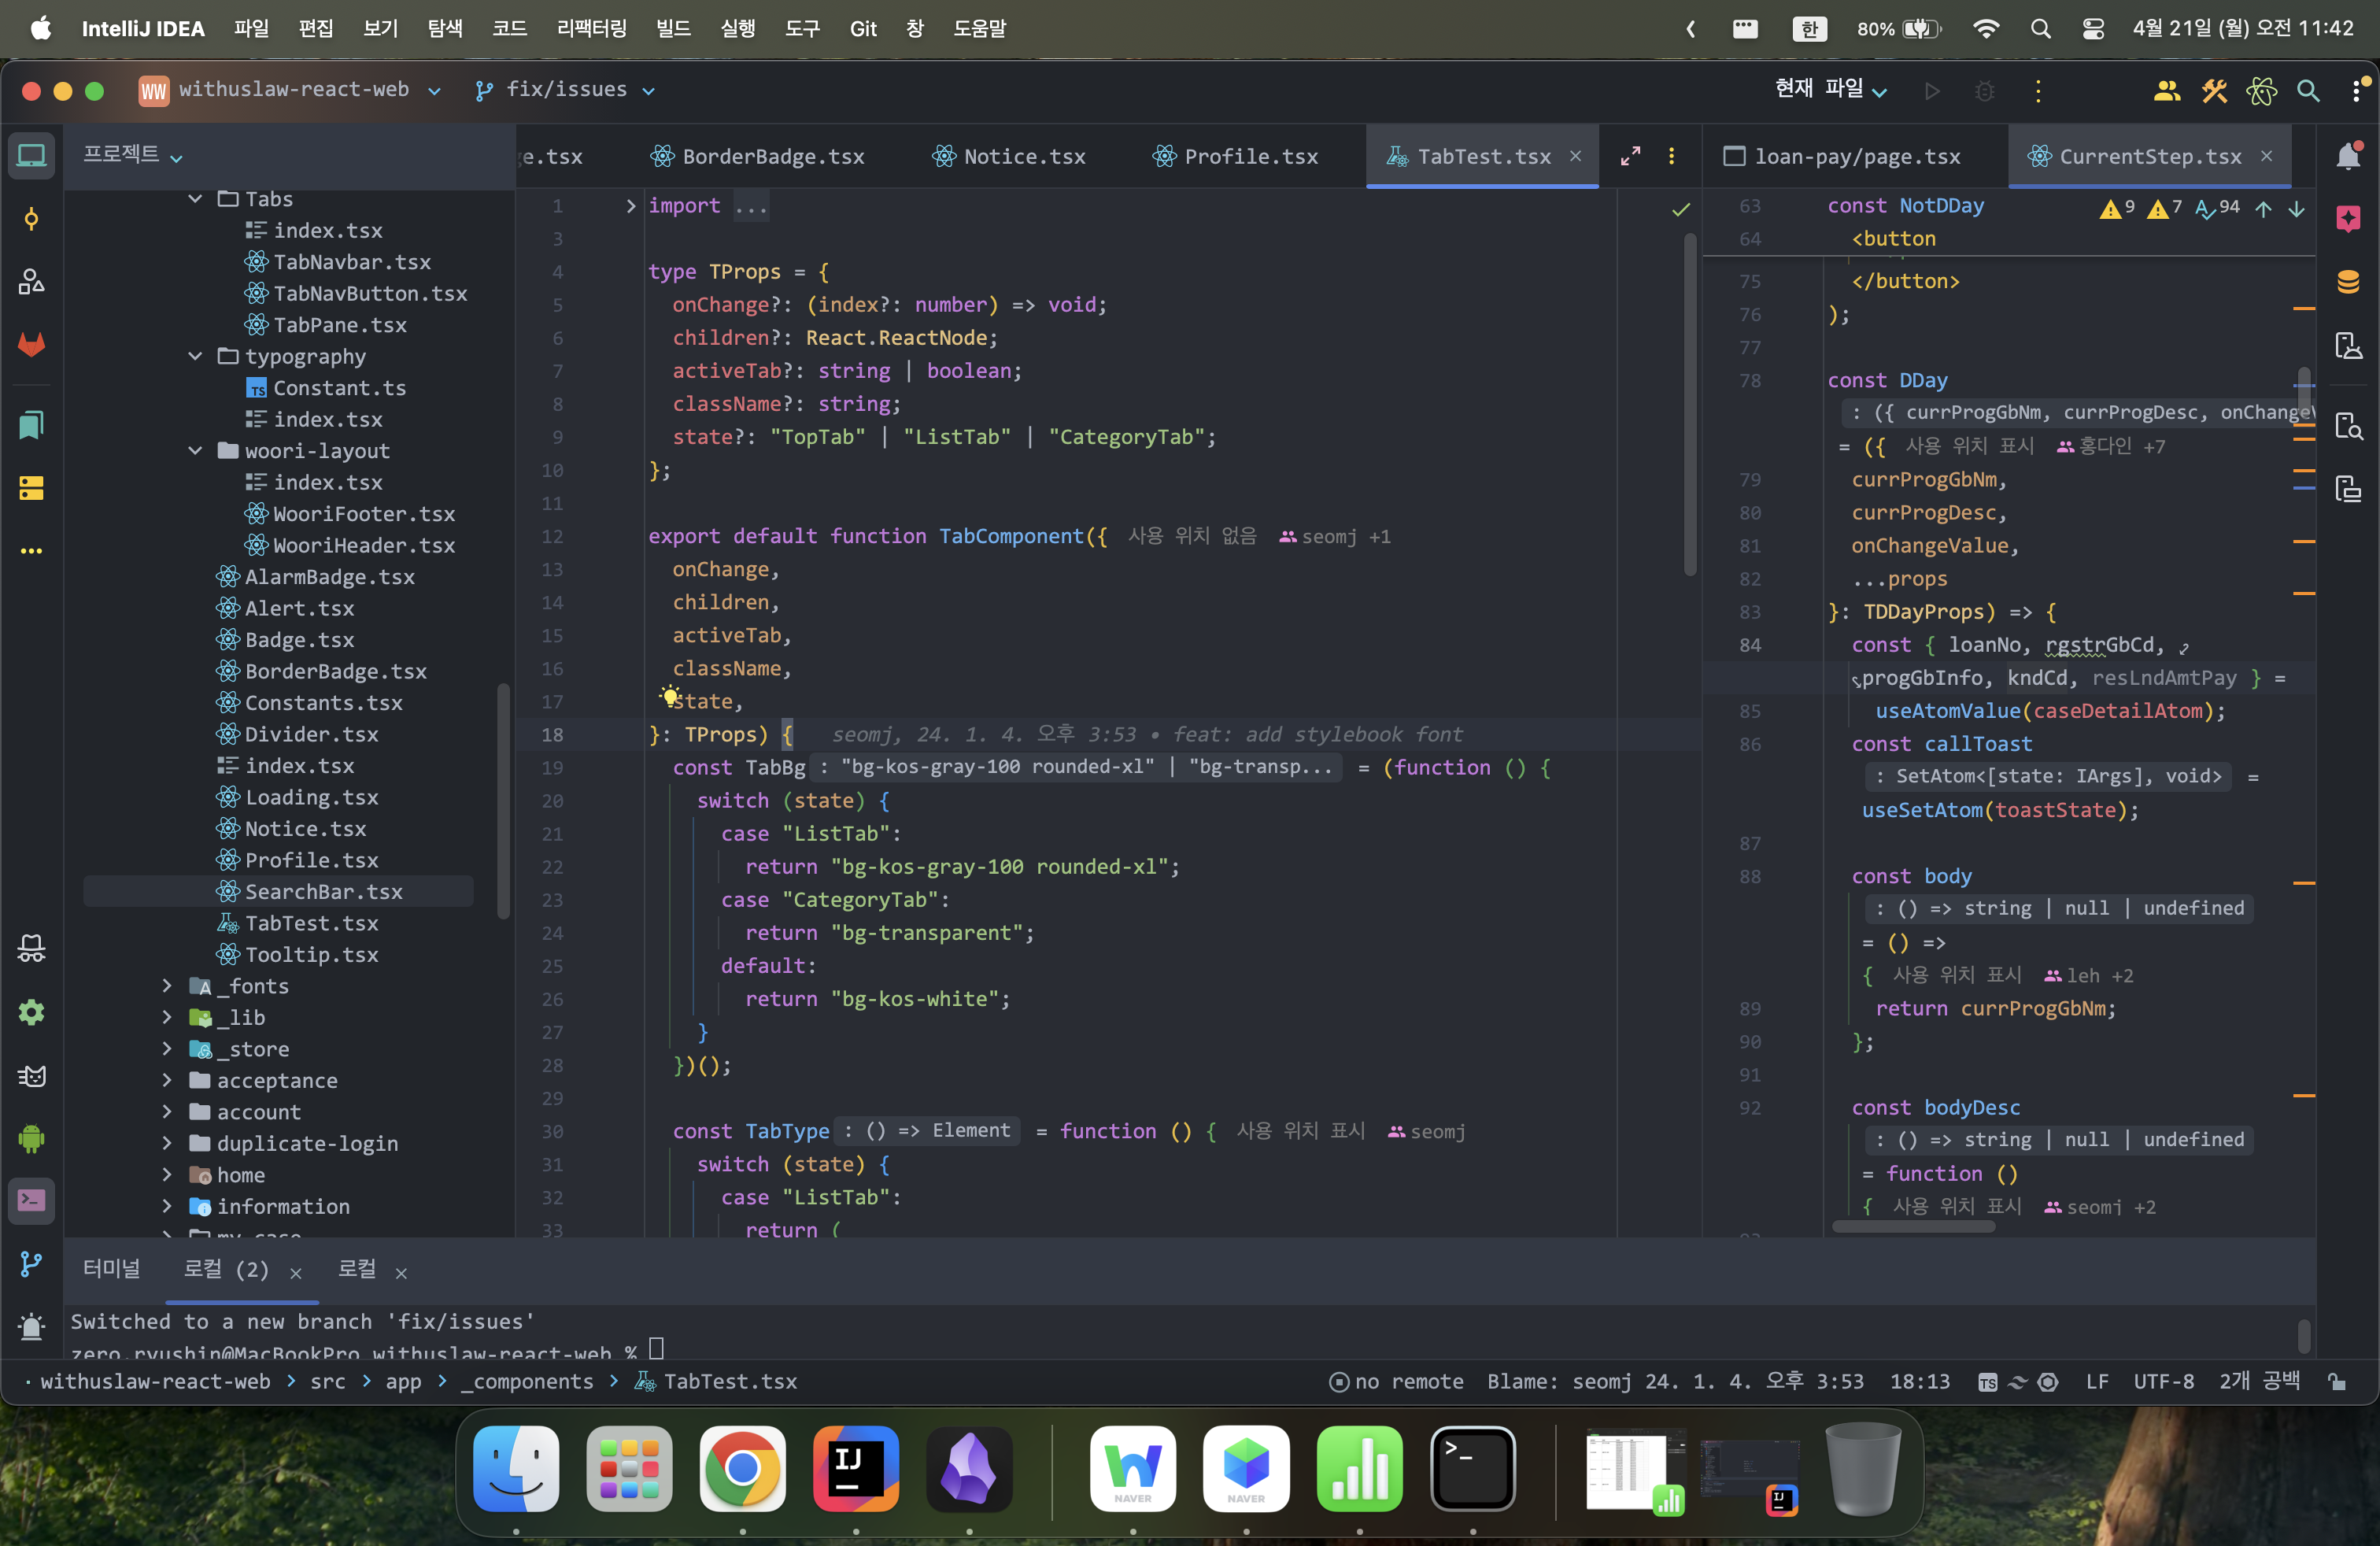 IntelliJ IDEA 파일 편집 보기 탐색 코드 리팩터링 빌드 실행 도구 Git 창 도움말 한 80% 4월 21일 (월) 오전 11:42
WW withuslaw-react-web fix/issues 현재 파일
프로젝트
Tabs
index.tsx
TabNavbar.tsx
TabNavButton.tsx
TabPane.tsx
typography
TS Constant.ts
index.tsx
woori-layout
index.tsx
WooriFooter.tsx
WooriHeader.tsx
AlarmBadge.tsx
Alert.tsx
Badge.tsx
BorderBadge.tsx
Constants.tsx
Divider.tsx
index.tsx
Loading.tsx
Notice.tsx
Profile.tsx
SearchBar.tsx
TabTest.tsx
Tooltip.tsx
_fonts
_lib
_store
acceptance
account
duplicate-login
home
information
e.tsx BorderBadge.tsx Notice.tsx Profile.tsx TabTest.tsx
1 import ...
3
4 type TProps = {
5 onChange?: (index?: number) => void;
6 children?: React.ReactNode;
7 activeTab?: string | boolean;
8 className?: string;
9 state?: "TopTab" | "ListTab" | "CategoryTab";
10 };
11
12 export default function TabComponent({ 사용 위치 없음 seomj +1
13 onChange,
14 children,
15 activeTab,
16 className,
17 state,
18 }: TProps) { seomj, 24. 1. 4. 오후 3:53 • feat: add stylebook font
19 const TabBg : "bg-kos-gray-100 rounded-xl" | "bg-transp... = (function () {
20 switch (state) {
21 case "ListTab":
22 return "bg-kos-gray-100 rounded-xl";
23 case "CategoryTab":
24 return "bg-transparent";
25 default:
26 return "bg-kos-white";
27 }
28 })();
29
30 const TabType : () => Element = function () { 사용 위치 표시 seomj
31 switch (state) {
32 case "ListTab":
33 return (
loan-pay/page.tsx CurrentStep.tsx
63 const NotDDay 9 7 94
64 <button
75 </button>
76 );
77
78 const DDay
: ({ currProgGbNm, currProgDesc, onChangeV
= ({ 사용 위치 표시 홍다인 +7
79 currProgGbNm,
80 currProgDesc,
81 onChangeValue,
82 ...props
83 }: TDDayProps) => {
84 const { loanNo, rgstrGbCd,
progGbInfo, kndCd, resLndAmtPay } =
85 useAtomValue(caseDetailAtom);
86 const callToast
: SetAtom<[state: IArgs], void> =
useSetAtom(toastState);
87
88 const body
: () => string | null | undefined
= () =>
{ 사용 위치 표시 leh +2
89 return currProgGbNm;
90 };
91
92 const bodyDesc
: () => string | null | undefined
= function ()
{ 사용 위치 표시 seomj +2
터미널 로컬 (2) 로컬
Switched to a new branch 'fix/issues'
zero.ryushin@MacBookPro withuslaw-react-web %
withuslaw-react-web > src > app > _components > TabTest.tsx no remote Blame: seomj 24. 1. 4. 오후 3:53 18:13 TS LF UTF-8 2개 공백
IJ NAVER NAVER >_ IJ